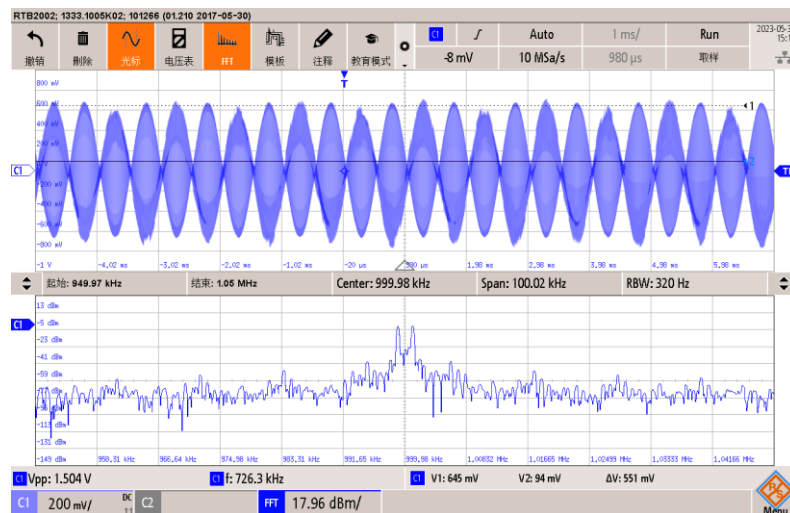 RTB2002; 1333.1005K02; 101266 (01.210 2017-05-30)
撤销 删除 光标 电压表 FFT 模板 注释 教育模式
C1 Auto 1 ms/ Run
-8 mV 10 MSa/s 980 µs 取样
T
800 mV
600 mV
1
400 mV
C1
2
-200 mV
-400 mV
-600 mV
-800 mV
-1 V -4.02 ms -3.02 ms -2.02 ms -1.02 ms -20 µs 980 µs 1.98 ms 2.98 ms 3.98 ms 4.98 ms 5.98 ms
起始: 949.97 kHz 结束: 1.05 MHz Center: 999.98 kHz Span: 100.02 kHz RBW: 320 Hz
13 dBm
C1 -5 dBm
-23 dBm
-41 dBm
-59 dBm
-113 dBm
-131 dBm
-149 dBm 958.31 kHz 966.64 kHz 974.98 kHz 983.31 kHz 991.65 kHz 999.98 kHz 1.00832 MHz 1.01665 MHz 1.02499 MHz 1.03333 MHz 1.04166 MHz
C1 Vpp: 1.504 V C1 f: 726.3 kHz C1 V1: 645 mV V2: 94 mV ΔV: 551 mV
C1 200 mV/ DC 1:1 C2 FFT 17.96 dBm/ R&S Menu